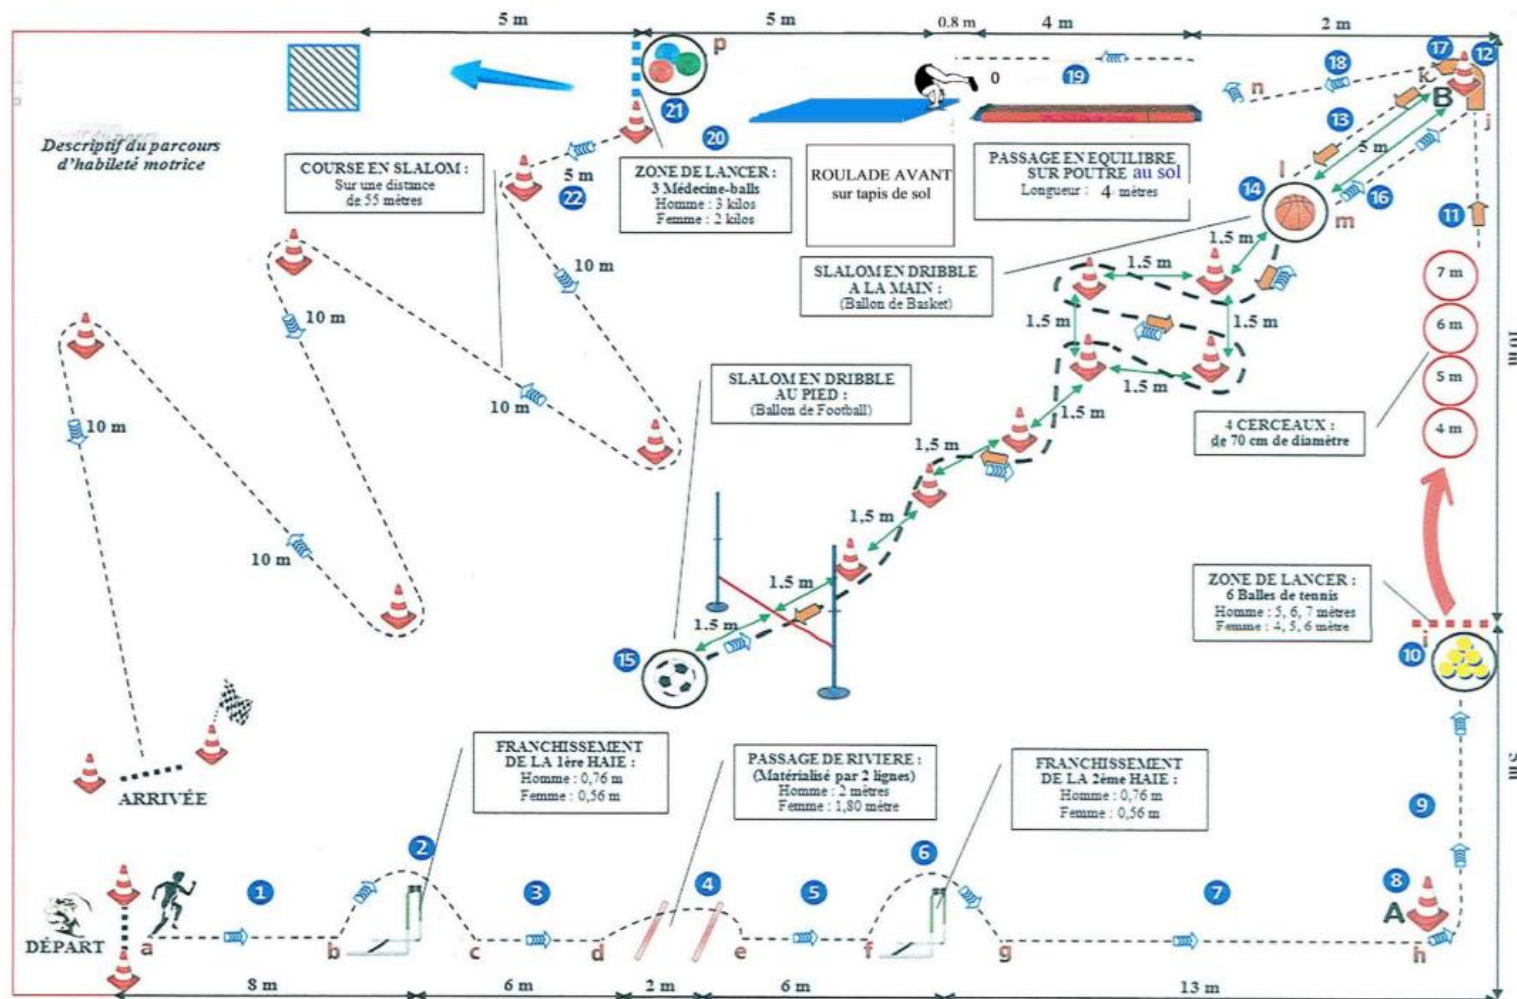 5 m
5 m
0.8 m
4 m
2 m
p
0
19
n
18
17
12
k
B
j
13
5 m
21
20
Descriptif du parcours
d'habileté motrice
COURSE EN SLALOM :
Sur une distance
de 55 mètres
5 m
22
ZONE DE LANCER :
3 Médecine-balls
Homme : 3 kilos
Femme : 2 kilos
ROULADE AVANT
sur tapis de sol
PASSAGE EN EQUILIBRE
SUR POUTRE au sol
Longueur : 4 mètres
14
l
m
16
11
1.5 m
1.5 m
SLALOM EN DRIBBLE
A LA MAIN :
(Ballon de Basket)
10 m
10 m
10 m
1.5 m
1.5 m
7 m
6 m
5 m
4 m
10 m
SLALOM EN DRIBBLE
AU PIED :
(Ballon de Football)
1.5 m
1.5 m
10 m
10 m
4 CERCEAUX :
de 70 cm de diamètre
1,5 m
1,5 m
10 m
1,5 m
1.5 m
15
ZONE DE LANCER :
6 Balles de tennis
Homme : 5, 6, 7 mètres
Femme : 4, 5, 6 mètre
i
10
ARRIVÉE
FRANCHISSEMENT
DE LA 1ère HAIE :
Homme : 0,76 m
Femme : 0,56 m
PASSAGE DE RIVIERE :
(Matérialisé par 2 lignes)
Homme : 2 mètres
Femme : 1,80 mètre
FRANCHISSEMENT
DE LA 2ème HAIE :
Homme : 0,76 m
Femme : 0,56 m
5 m
9
1
2
3
4
5
6
7
8
A
DÉPART
a
b
c
d
e
f
g
h
8 m
6 m
2 m
6 m
13 m